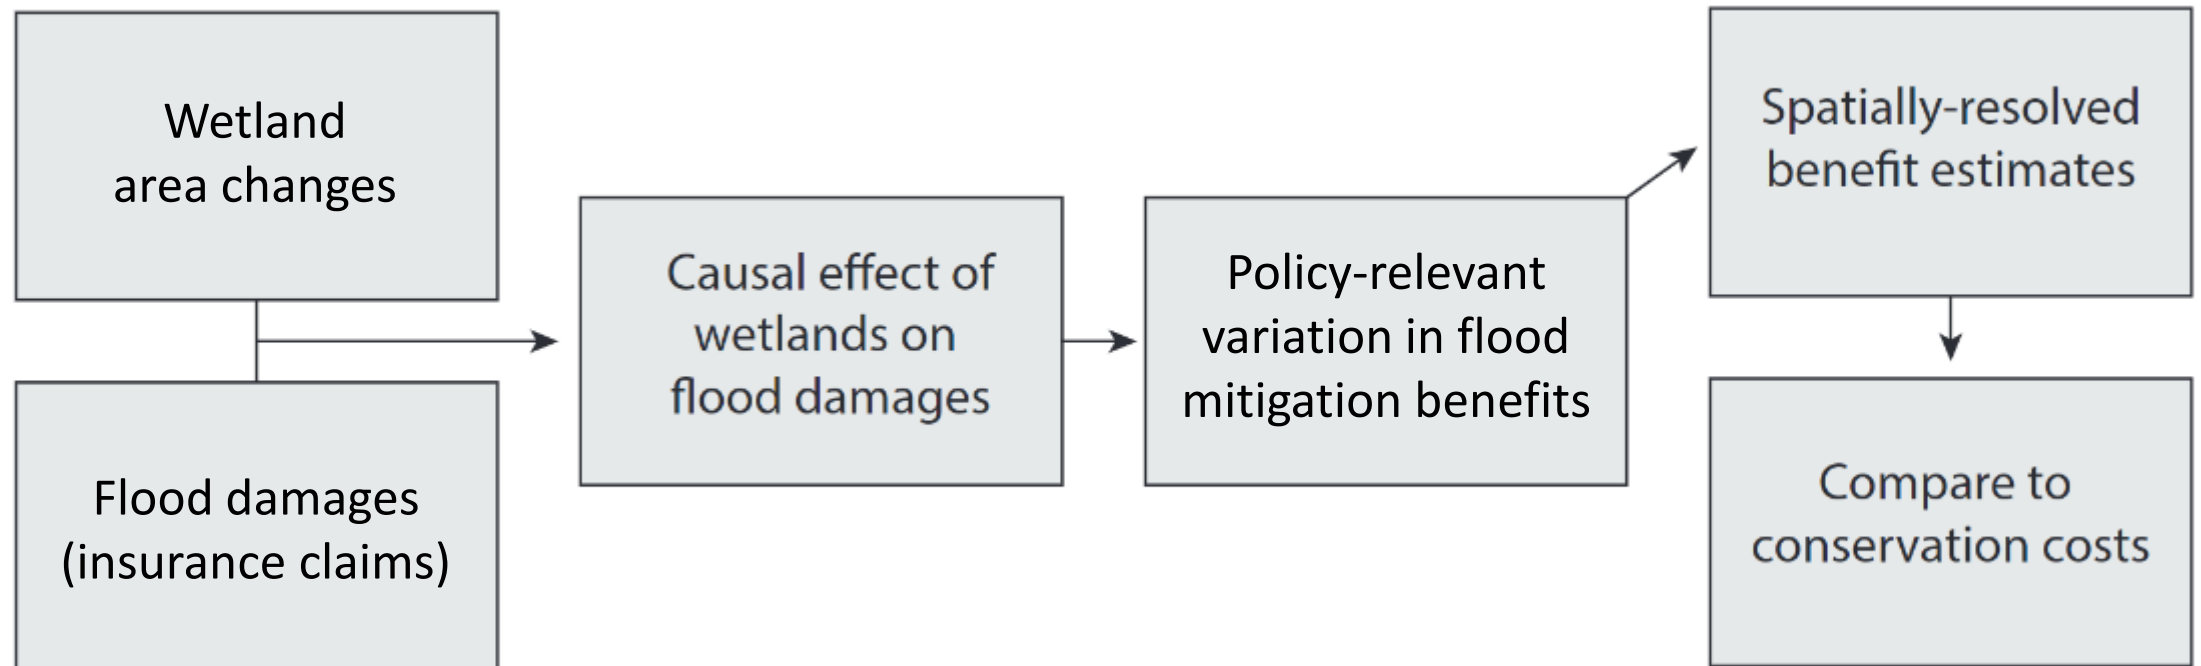 Wetland
area changes
Flood damages
(insurance claims)
Causal effect of
wetlands on
flood damages
Policy-relevant
variation in flood
mitigation benefits
Spatially-resolved
benefit estimates
Compare to
conservation costs